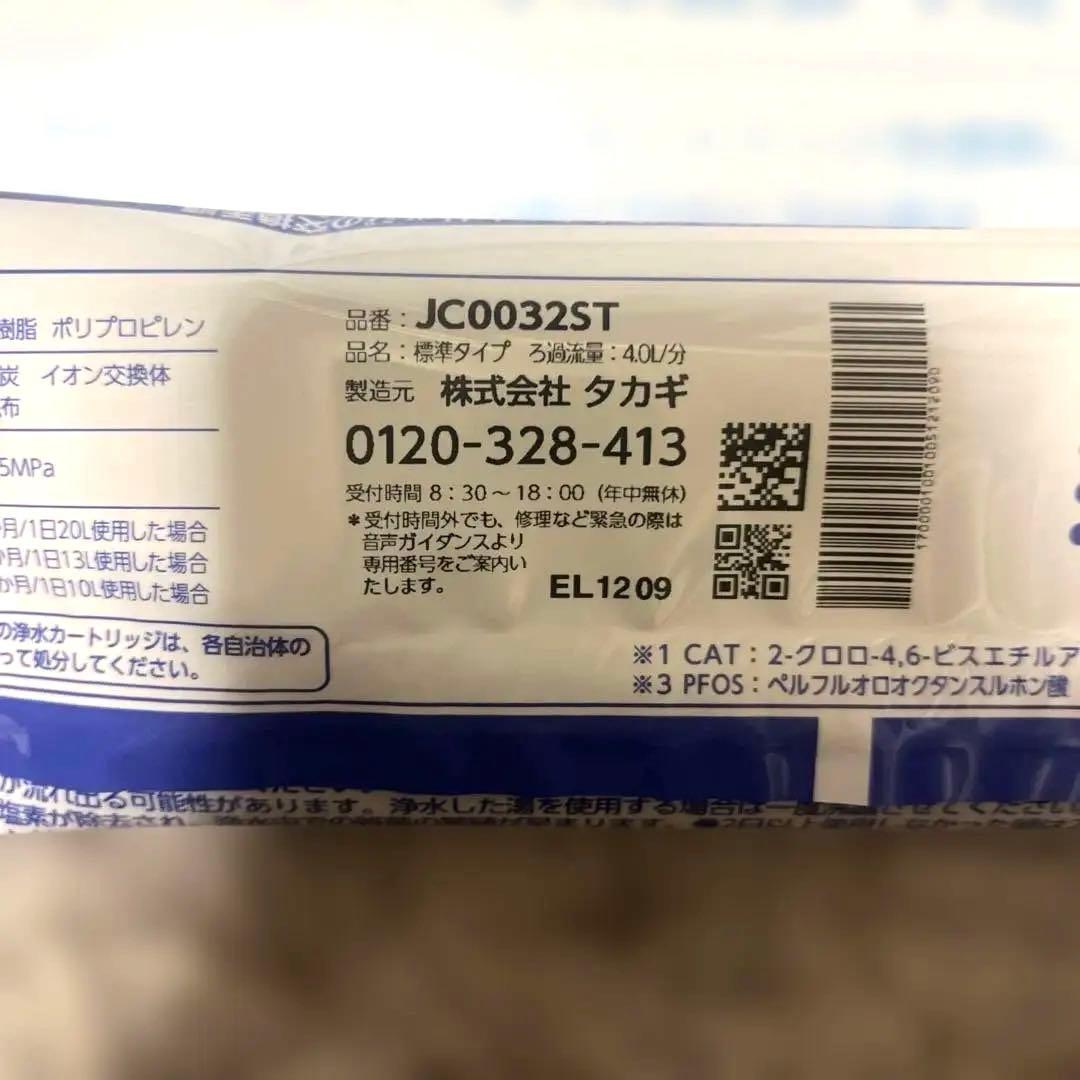 樹脂 ポリプロピレン
炭 イオン交換体
布
5MPa
月/1日20L使用した場合
か月/1日13L使用した場合
か月/1日10L使用した場合
の浄水カートリッジは、各自治体の
って処分してください。
品番：JC0032ST
品名：標準タイプ ろ過流量：4.0L/分
製造元 株式会社 タカギ
0120-328-413
受付時間 8：30～18：00（年中無休）
＊受付時間外でも、修理など緊急の際は
音声ガイダンスより
専用番号をご案内い
たします。
EL1209
※1 CAT：2-クロロ-4,6-ビスエチルア
※3 PFOS：ペルフルオロオクタンスルホン酸
が流れ出る可能性があります。浄水した湯を使用する場合は一度
塩素が除去され